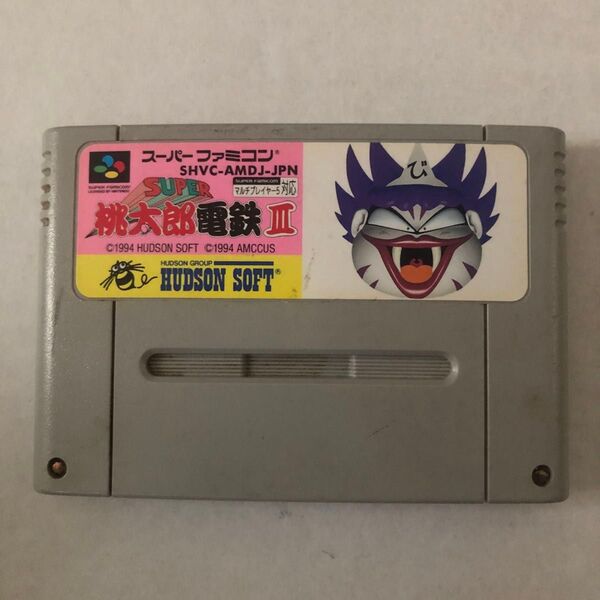 スーパーファミコン®
SHVC-AMDJ-JPN
SUPER FAMICOM
SUPER FAMICOM
マルチプレイヤー5 対応
SUPER
桃太郎電鉄III
©1994 HUDSON SOFT ©1994 AMCCUS
HUDSON GROUP
HUDSON SOFT®
び